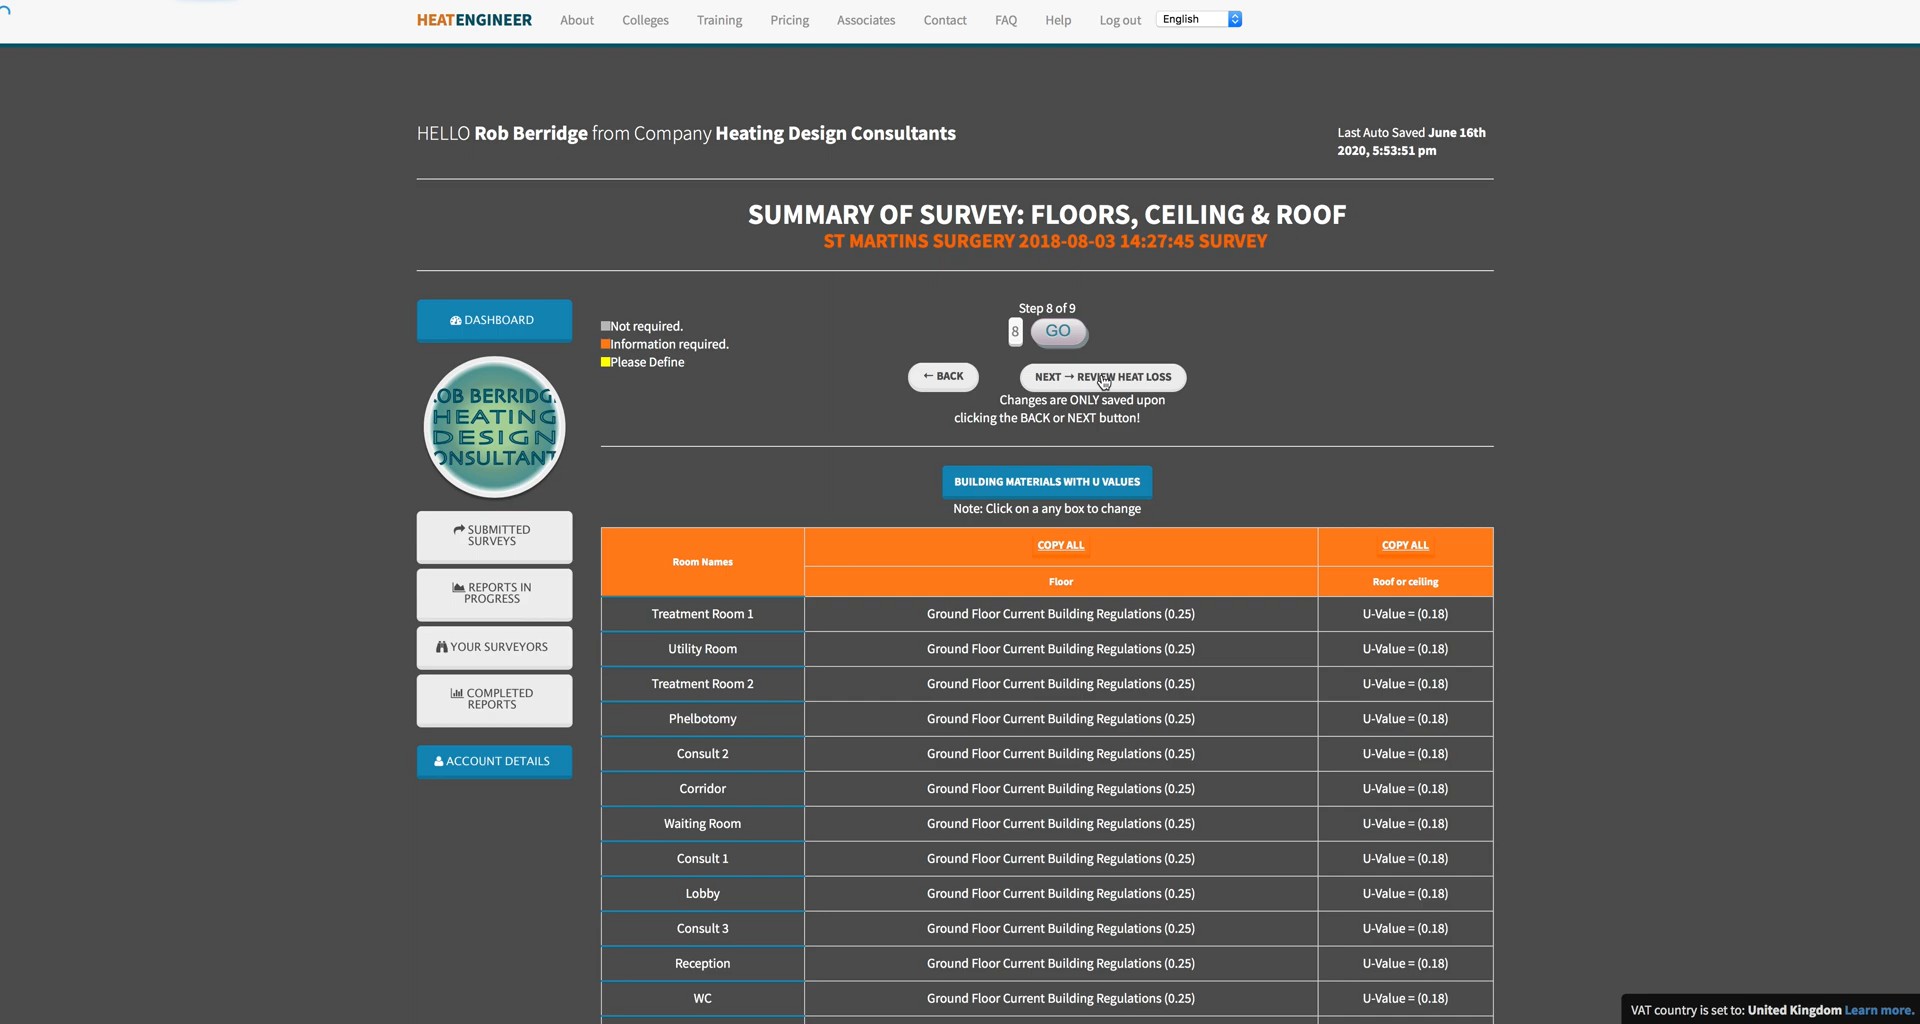 HEATENGINEER About Colleges Training Pricing Associates Contact FAQ Help Log out English
HELLO Rob Berridge from Company Heating Design Consultants
Last Auto Saved June 16th
2020, 5:53:51 pm
SUMMARY OF SURVEY: FLOORS, CEILING & ROOF
ST MARTINS SURGERY 2018-08-03 14:27:45 SURVEY
DASHBOARD
OB BERRIDG
HEATING
DESIGN
ONSULTANT
SUBMITTED
SURVEYS
REPORTS IN
PROGRESS
YOUR SURVEYORS
COMPLETED
REPORTS
ACCOUNT DETAILS
Not required.
Information required.
Please Define
Step 8 of 9
8 GO
← BACK
NEXT → REVIEW HEAT LOSS
Changes are ONLY saved upon
clicking the BACK or NEXT button!
BUILDING MATERIALS WITH U VALUES
Note: Click on a any box to change
Room Names COPY ALL COPY ALL
Floor Roof or ceiling
Treatment Room 1 Ground Floor Current Building Regulations (0.25) U-Value = (0.18)
Utility Room Ground Floor Current Building Regulations (0.25) U-Value = (0.18)
Treatment Room 2 Ground Floor Current Building Regulations (0.25) U-Value = (0.18)
Phelbotomy Ground Floor Current Building Regulations (0.25) U-Value = (0.18)
Consult 2 Ground Floor Current Building Regulations (0.25) U-Value = (0.18)
Corridor Ground Floor Current Building Regulations (0.25) U-Value = (0.18)
Waiting Room Ground Floor Current Building Regulations (0.25) U-Value = (0.18)
Consult 1 Ground Floor Current Building Regulations (0.25) U-Value = (0.18)
Lobby Ground Floor Current Building Regulations (0.25) U-Value = (0.18)
Consult 3 Ground Floor Current Building Regulations (0.25) U-Value = (0.18)
Reception Ground Floor Current Building Regulations (0.25) U-Value = (0.18)
WC Ground Floor Current Building Regulations (0.25) U-Value = (0.18)
VAT country is set to: United Kingdom Learn more.